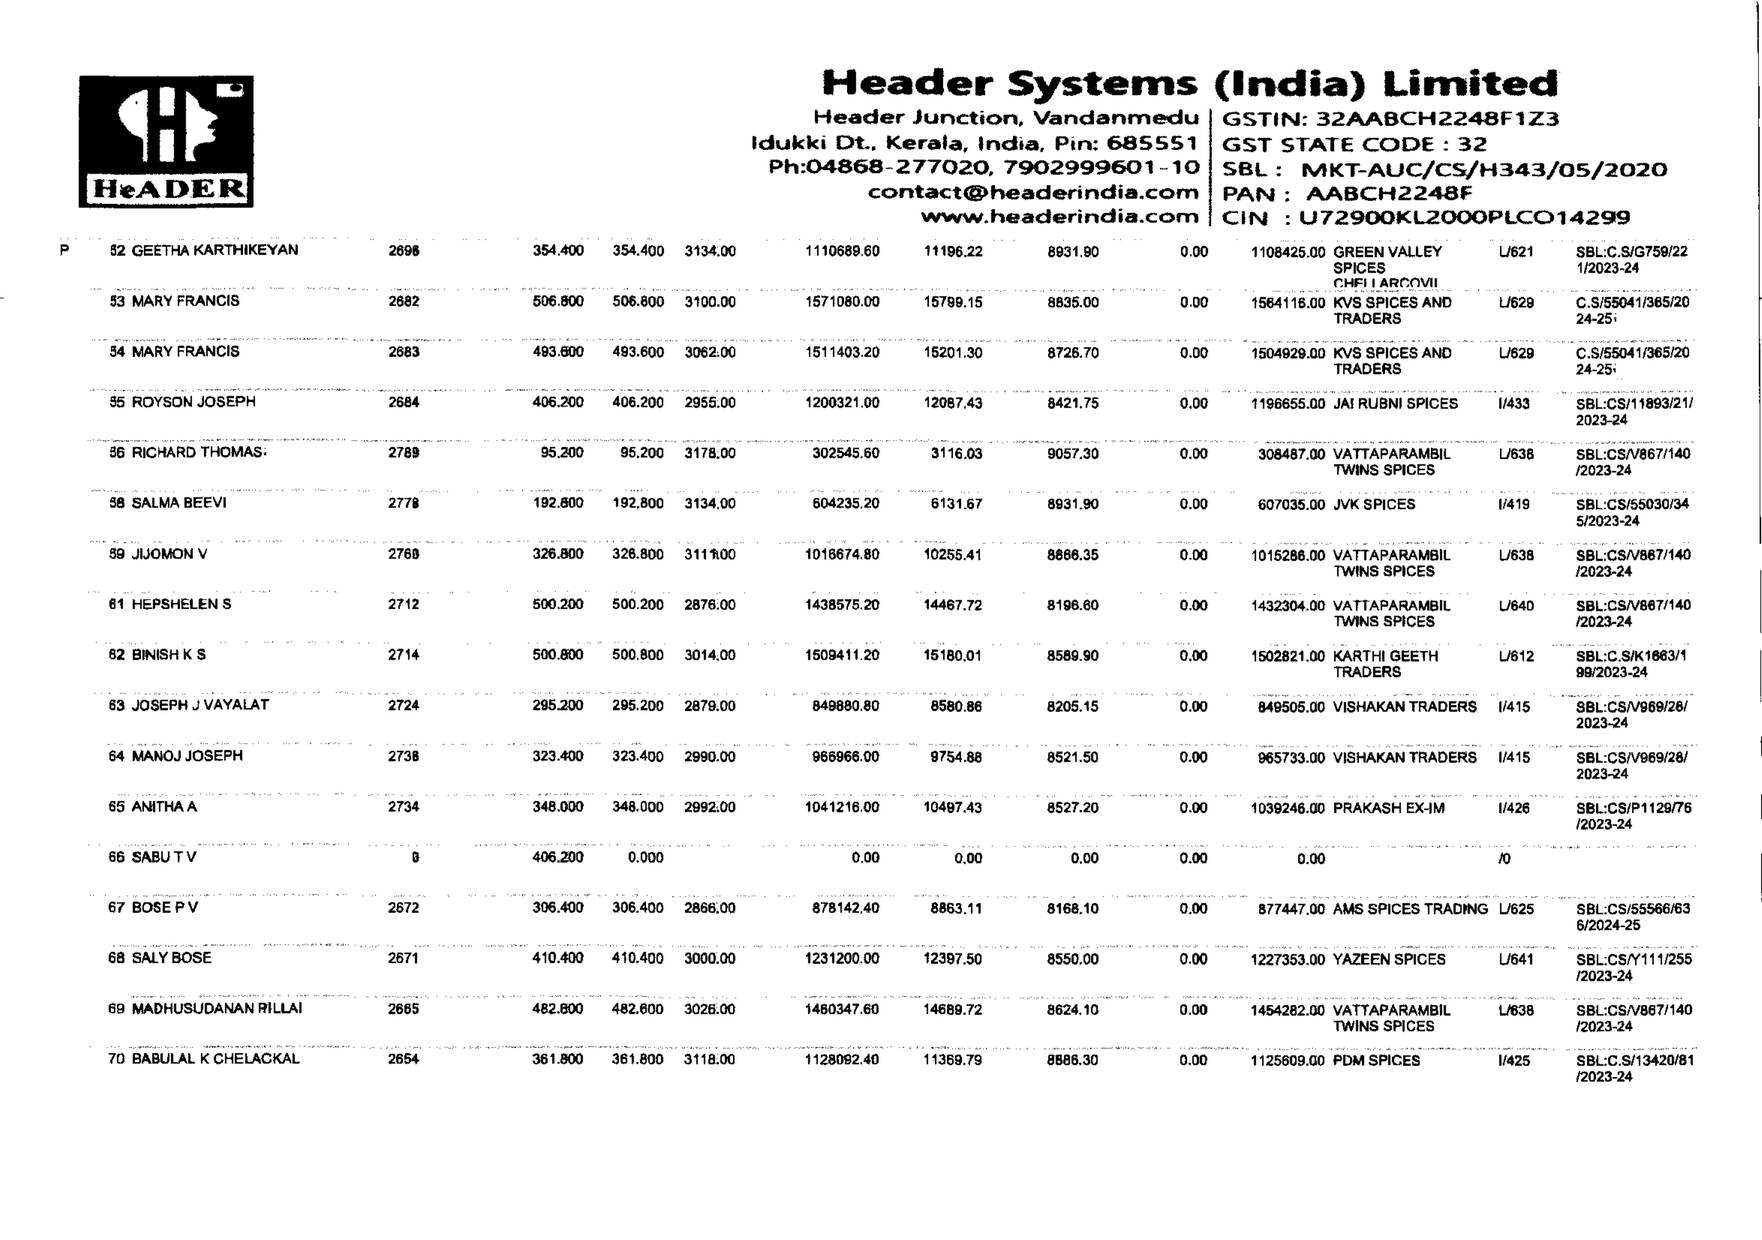 HeADER
Header Systems (India) Limited
Header Junction, Vandanmedu GSTIN: 32AABCH2248F1Z3
Idukki Dt., Kerala, India, Pin: 685551 GST STATE CODE : 32
Ph:04868-277020, 7902999601-10 SBL : MKT-AUC/CS/H343/05/2020
contact@headerindia.com PAN : AABCH2248F
www.headerindia.com CIN : U72900KL2000PLCO14299
P 52 GEETHA KARTHIKEYAN 2696 354.400 354.400 3134.00 1110689.60 11196.22 8931.90 0.00 1108425.00 GREEN VALLEY L/621 SBL:C.S/G759/22
SPICES 1/2023-24
CHELLARCOVIL
53 MARY FRANCIS 2682 506.800 506.800 3100.00 1571080.00 15799.15 8835.00 0.00 1564116.00 KVS SPICES AND L/629 C.S/55041/365/20
TRADERS 24-25
54 MARY FRANCIS 2683 493.600 493.600 3062.00 1511403.20 15201.30 8726.70 0.00 1504929.00 KVS SPICES AND L/629 C.S/55041/365/20
TRADERS 24-25
55 ROYSON JOSEPH 2684 406.200 406.200 2955.00 1200321.00 12087.43 8421.75 0.00 1196655.00 JAI RUBNI SPICES I/433 SBL:CS/11893/21/
2023-24
56 RICHARD THOMAS 2789 95.200 95.200 3178.00 302545.60 3116.03 9057.30 0.00 308487.00 VATTAPARAMBIL L/638 SBL:CS/V867/140
TWINS SPICES /2023-24
58 SALMA BEEVI 2778 192.800 192.800 3134.00 604235.20 6131.67 8931.90 0.00 607035.00 JVK SPICES I/419 SBL:CS/55030/34
5/2023-24
59 JIJOMON V 2768 326.800 326.800 3111.00 1016674.80 10255.41 8866.35 0.00 1015286.00 VATTAPARAMBIL L/638 SBL:CS/V867/140
TWINS SPICES /2023-24
61 HEPSHELEN S 2712 500.200 500.200 2876.00 1438575.20 14467.72 8196.60 0.00 1432304.00 VATTAPARAMBIL L/640 SBL:CS/V867/140
TWINS SPICES /2023-24
62 BINISH K S 2714 500.800 500.800 3014.00 1509411.20 15180.01 8589.90 0.00 1502821.00 KARTHI GEETH L/612 SBL:C.S/K1663/1
TRADERS 99/2023-24
63 JOSEPH J VAYALAT 2724 295.200 295.200 2879.00 849880.80 8580.86 8205.15 0.00 849505.00 VISHAKAN TRADERS I/415 SBL:CS/V969/28/
2023-24
64 MANOJ JOSEPH 2738 323.400 323.400 2990.00 966966.00 9754.88 8521.50 0.00 965733.00 VISHAKAN TRADERS I/415 SBL:CS/V969/28/
2023-24
65 ANITHA A 2734 348.000 348.000 2992.00 1041216.00 10497.43 8527.20 0.00 1039246.00 PRAKASH EX-IM I/426 SBL:CS/P1129/76
/2023-24
66 SABU T V 0 406.200 0.000 0.00 0.00 0.00 0.00 0.00 /0
67 BOSE P V 2672 306.400 306.400 2866.00 878142.40 8863.11 8168.10 0.00 877447.00 AMS SPICES TRADING L/625 SBL:CS/55566/63
6/2024-25
68 SALY BOSE 2671 410.400 410.400 3000.00 1231200.00 12397.50 8550.00 0.00 1227353.00 YAZEEN SPICES L/641 SBL:CS/Y111/255
/2023-24
69 MADHUSUDANAN PILLAI 2665 482.600 482.600 3026.00 1460347.60 14689.72 8624.10 0.00 1454282.00 VATTAPARAMBIL L/638 SBL:CS/V867/140
TWINS SPICES /2023-24
70 BABULAL K CHELACKAL 2654 361.800 361.800 3118.00 1128092.40 11369.79 8886.30 0.00 1125609.00 PDM SPICES I/425 SBL:C.S/13420/81
/2023-24